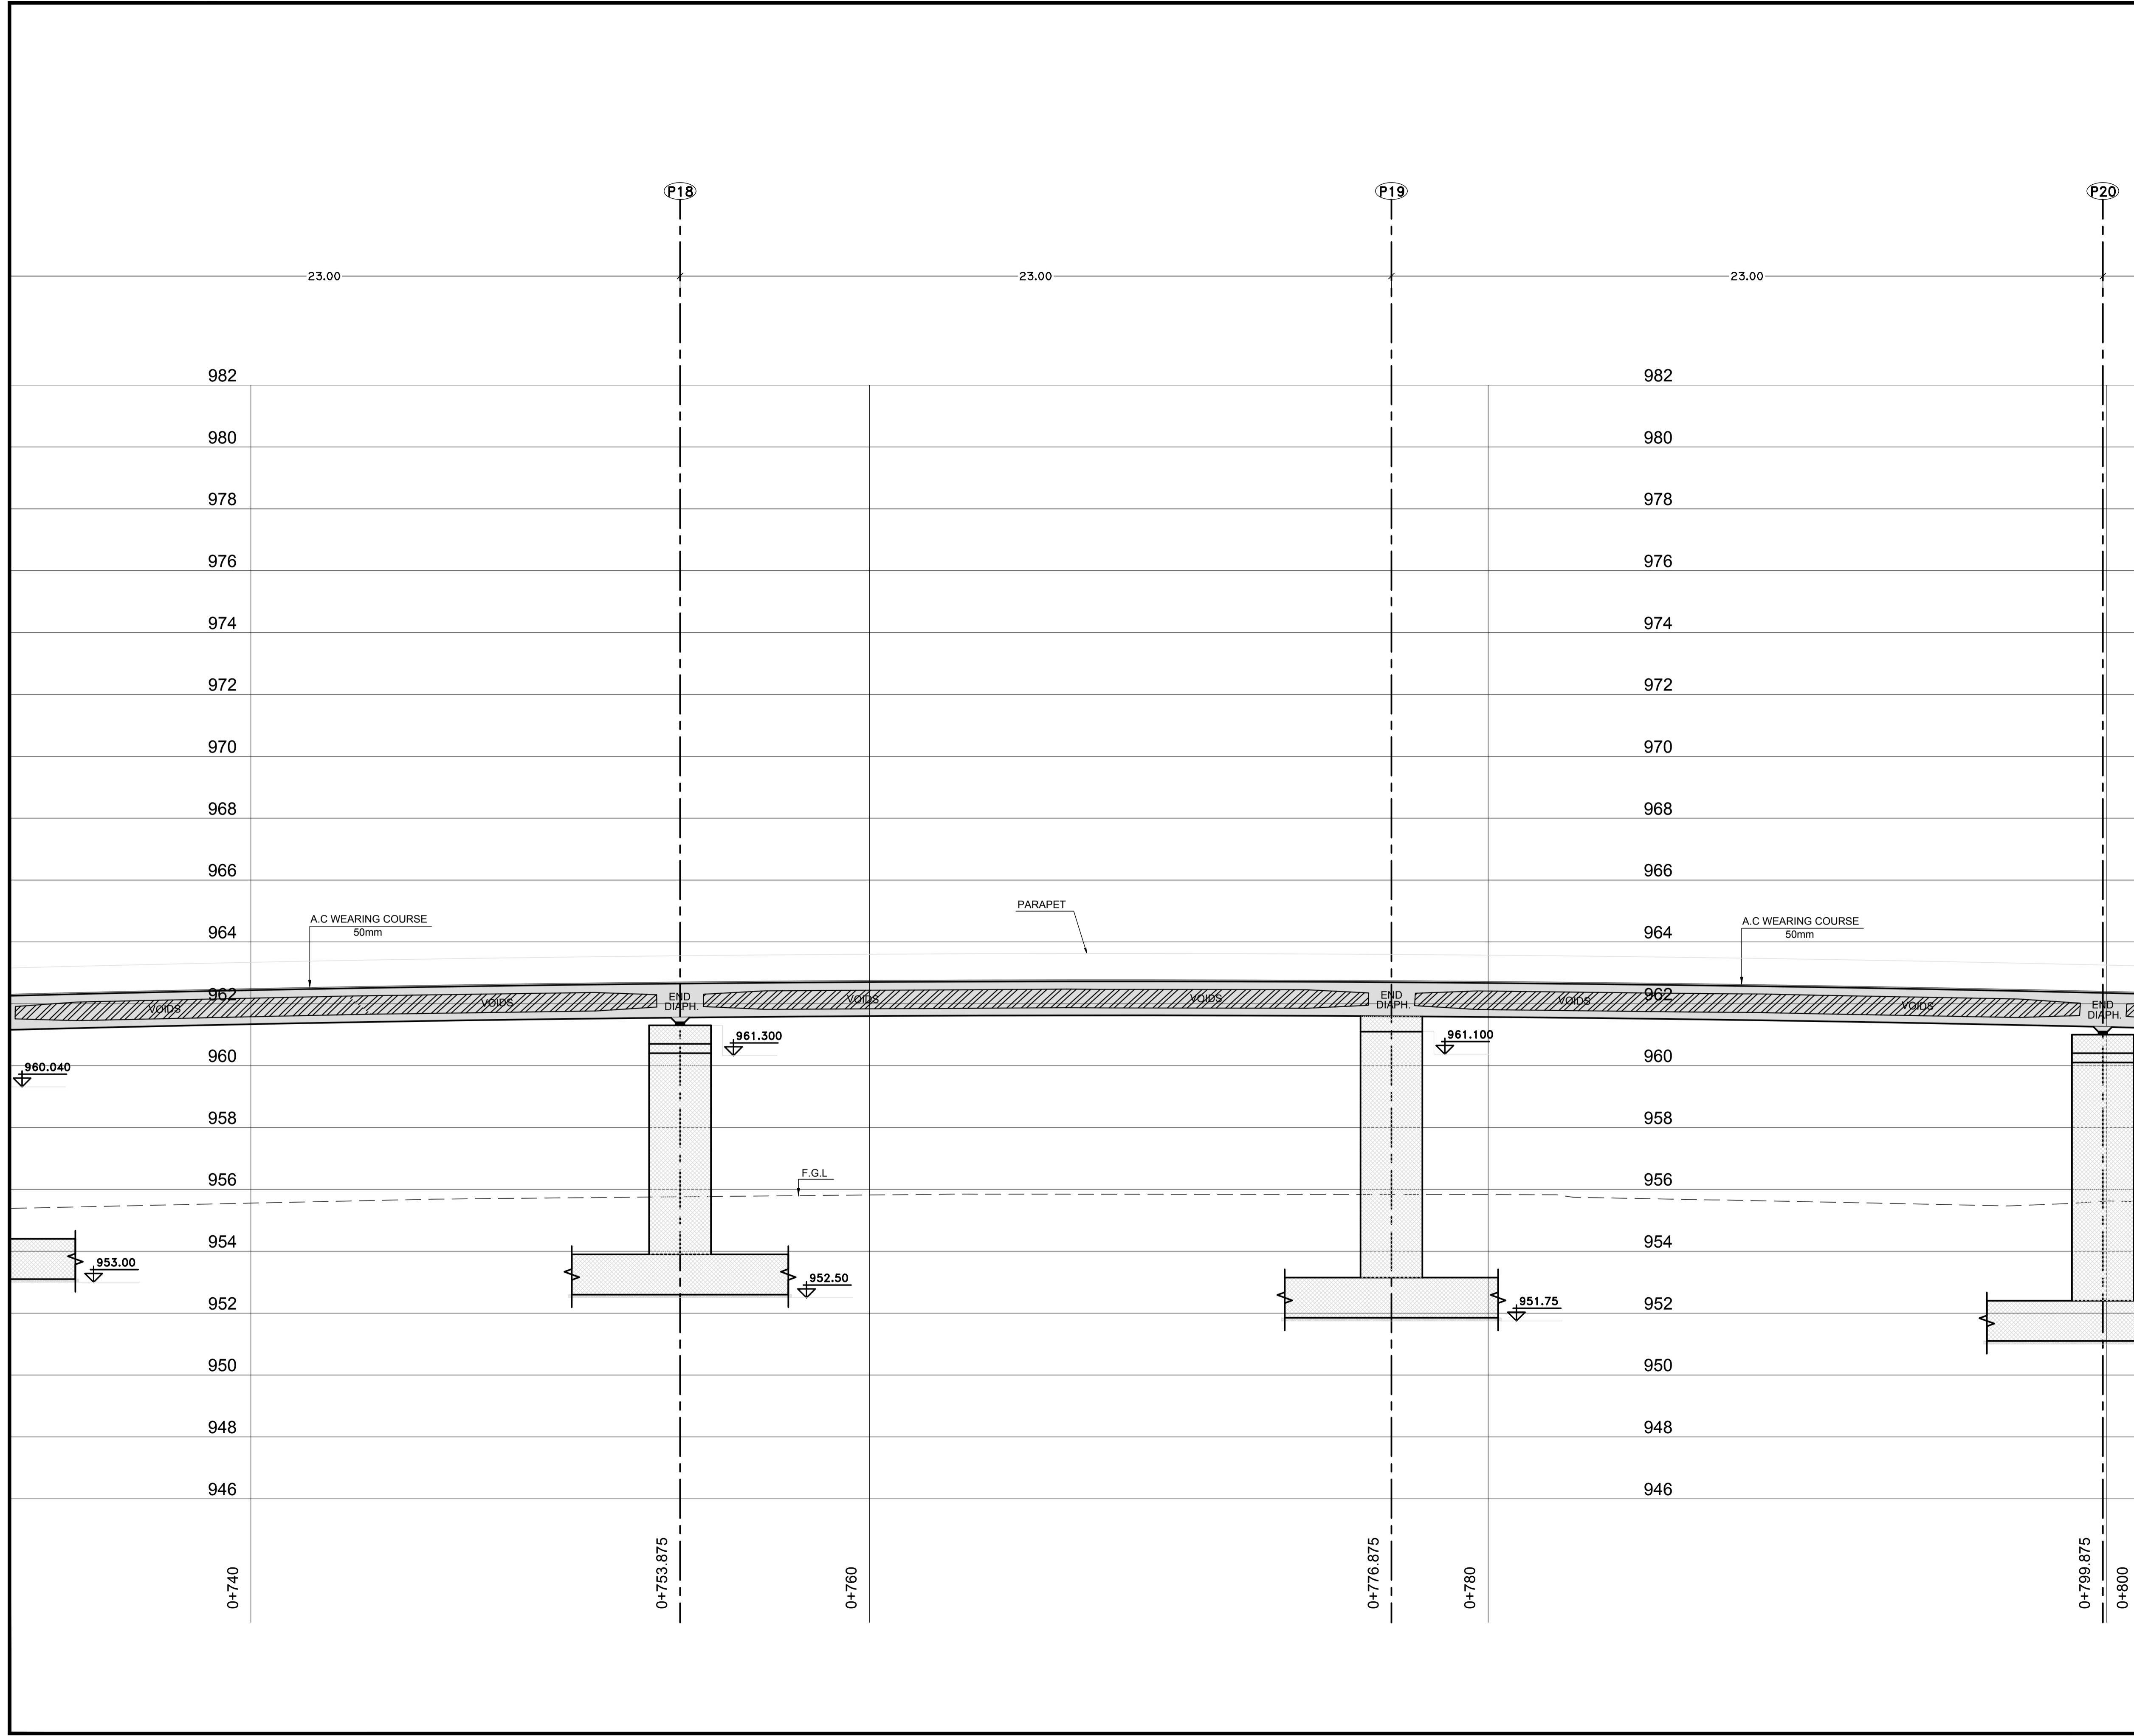 P18
P19
P20
23.00
23.00
23.00
982
982
980
980
978
978
976
976
974
974
972
972
970
970
968
968
966
966
PARAPET
A.C WEARING COURSE
50mm
A.C WEARING COURSE
50mm
964
964
962
962
VOIDS
VOIDS
END
DIAPH.
VOIDS
VOIDS
END
DIAPH.
VOIDS
VOIDS
END
DIAPH.
961.300
961.100
960
960
960.040
958
958
F.G.L
956
956
954
954
953.00
952.50
952
952
951.75
950
950
948
948
946
946
0+740
0+753.875
0+760
0+776.875
0+780
0+799.875
0+800